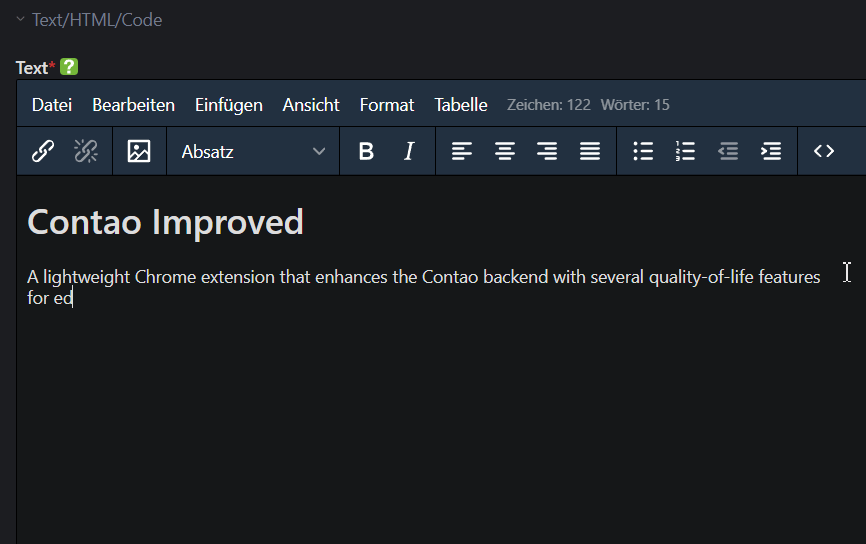 Text/HTML/Code
Text*
Datei Bearbeiten Einfügen Ansicht Format Tabelle Zeichen: 122 Wörter: 15
Absatz B I
Contao Improved
A lightweight Chrome extension that enhances the Contao backend with several quality-of-life features
for ed